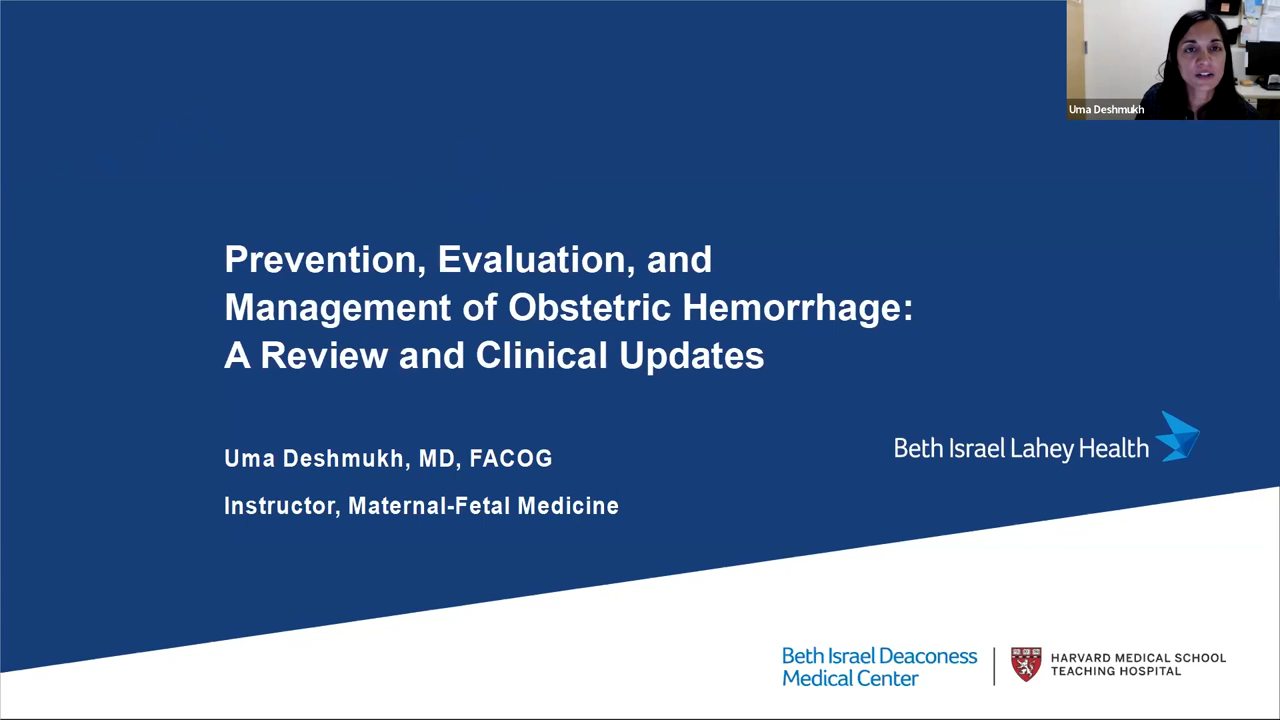 Uma Deshmukh
Prevention, Evaluation, and
Management of Obstetric Hemorrhage:
A Review and Clinical Updates
Uma Deshmukh, MD, FACOG
Instructor, Maternal-Fetal Medicine
Beth Israel Lahey Health
Beth Israel Deaconess
Medical Center
HARVARD MEDICAL SCHOOL
TEACHING HOSPITAL